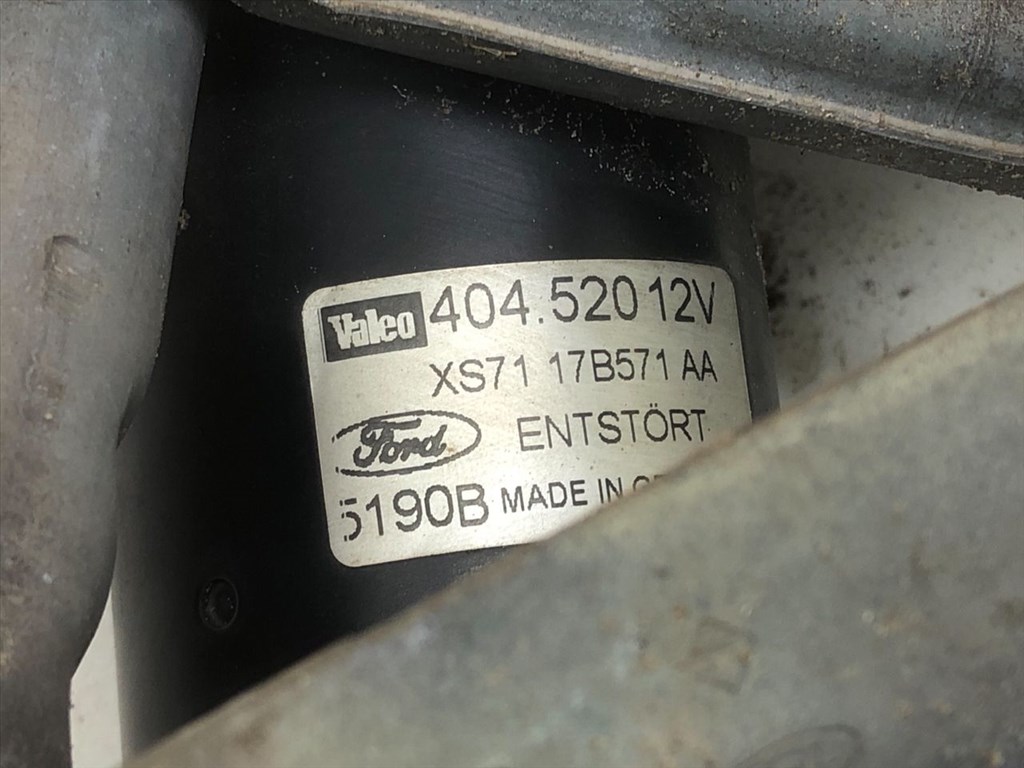 Valeo 404.520 12V
XS71 17B571 AA
Ford ENTSTÖRT
5190B MADE IN